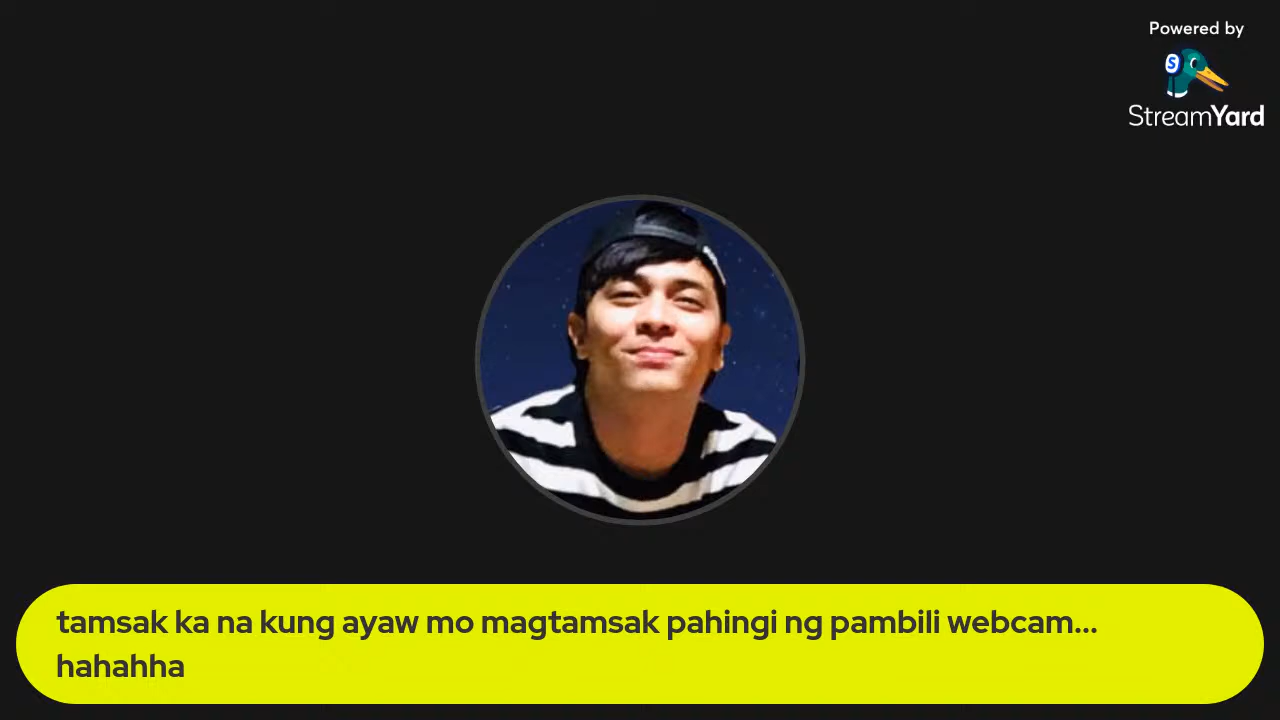 Powered by
S
StreamYard
tamsak ka na kung ayaw mo magtamsak pahingi ng pambili webcam...
hahahha